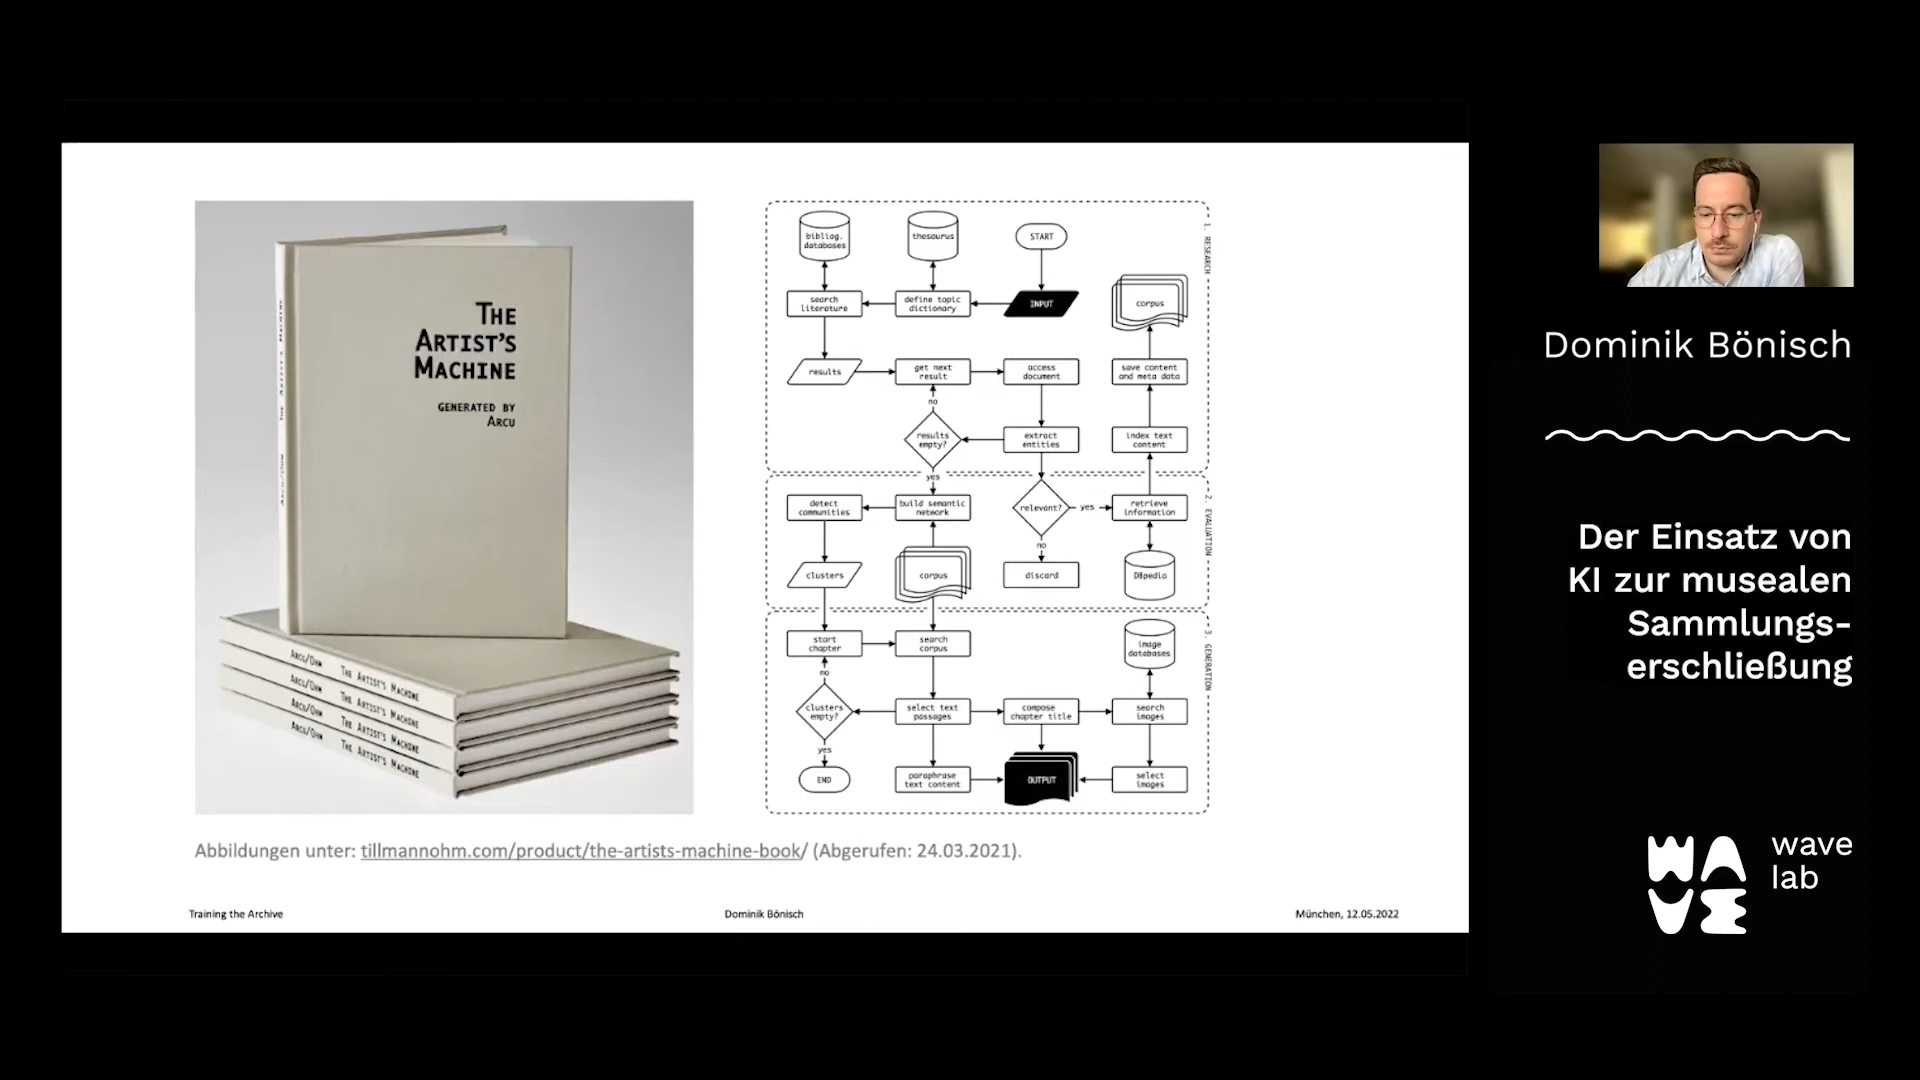 THE
ARTIST'S
MACHINE
GENERATED BY
ARCU
ARCU/OHM THE ARTIST'S MACHINE
ARCU/OHM THE ARTIST'S MACHINE
ARCU/OHM THE ARTIST'S MACHINE
ARCU/OHM THE ARTIST'S MACHINE
ARCU/OHM THE ARTIST'S MACHINE
1. RESEARCH
bibliog.
databases
thesaurus
START
search
literature
define topic
dictionary
INPUT
corpus
results
get next
result
access
document
save content
and meta data
no
results
empty?
extract
entities
index text
content
yes
2. EVALUATION
detect
communities
build semantic
network
relevant?
yes
retrieve
information
no
clusters
corpus
discard
DBpedia
3. GENERATION
start
chapter
search
corpus
image
databases
no
clusters
empty?
select text
passages
compose
chapter title
search
images
yes
END
paraphrase
text content
OUTPUT
select
images
Abbildungen unter: tillmannohm.com/product/the-artists-machine-book/ (Abgerufen: 24.03.2021).
Training the Archive
Dominik Bönisch
München, 12.05.2022
Dominik Bönisch
Der Einsatz von
KI zur musealen
Sammlungs-
erschließung
WAVE
wave
lab